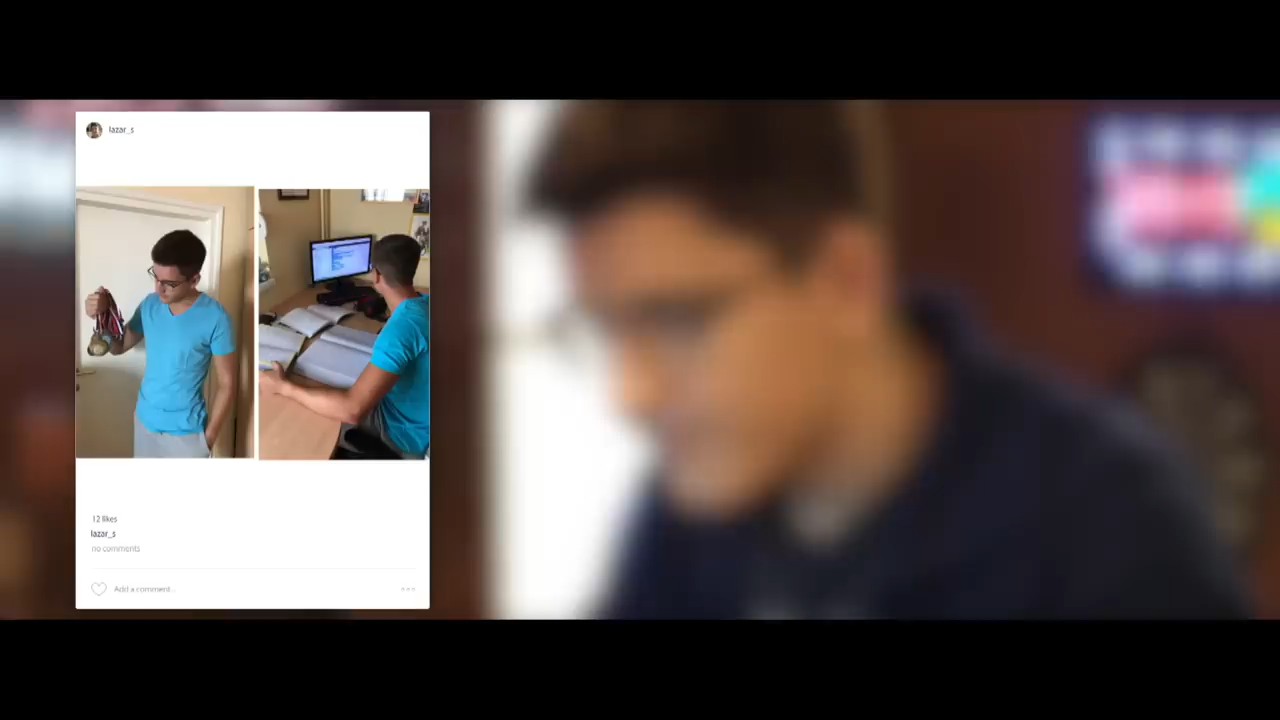 lazar_s
12 likes
lazar_s
no comments
Add a comment...